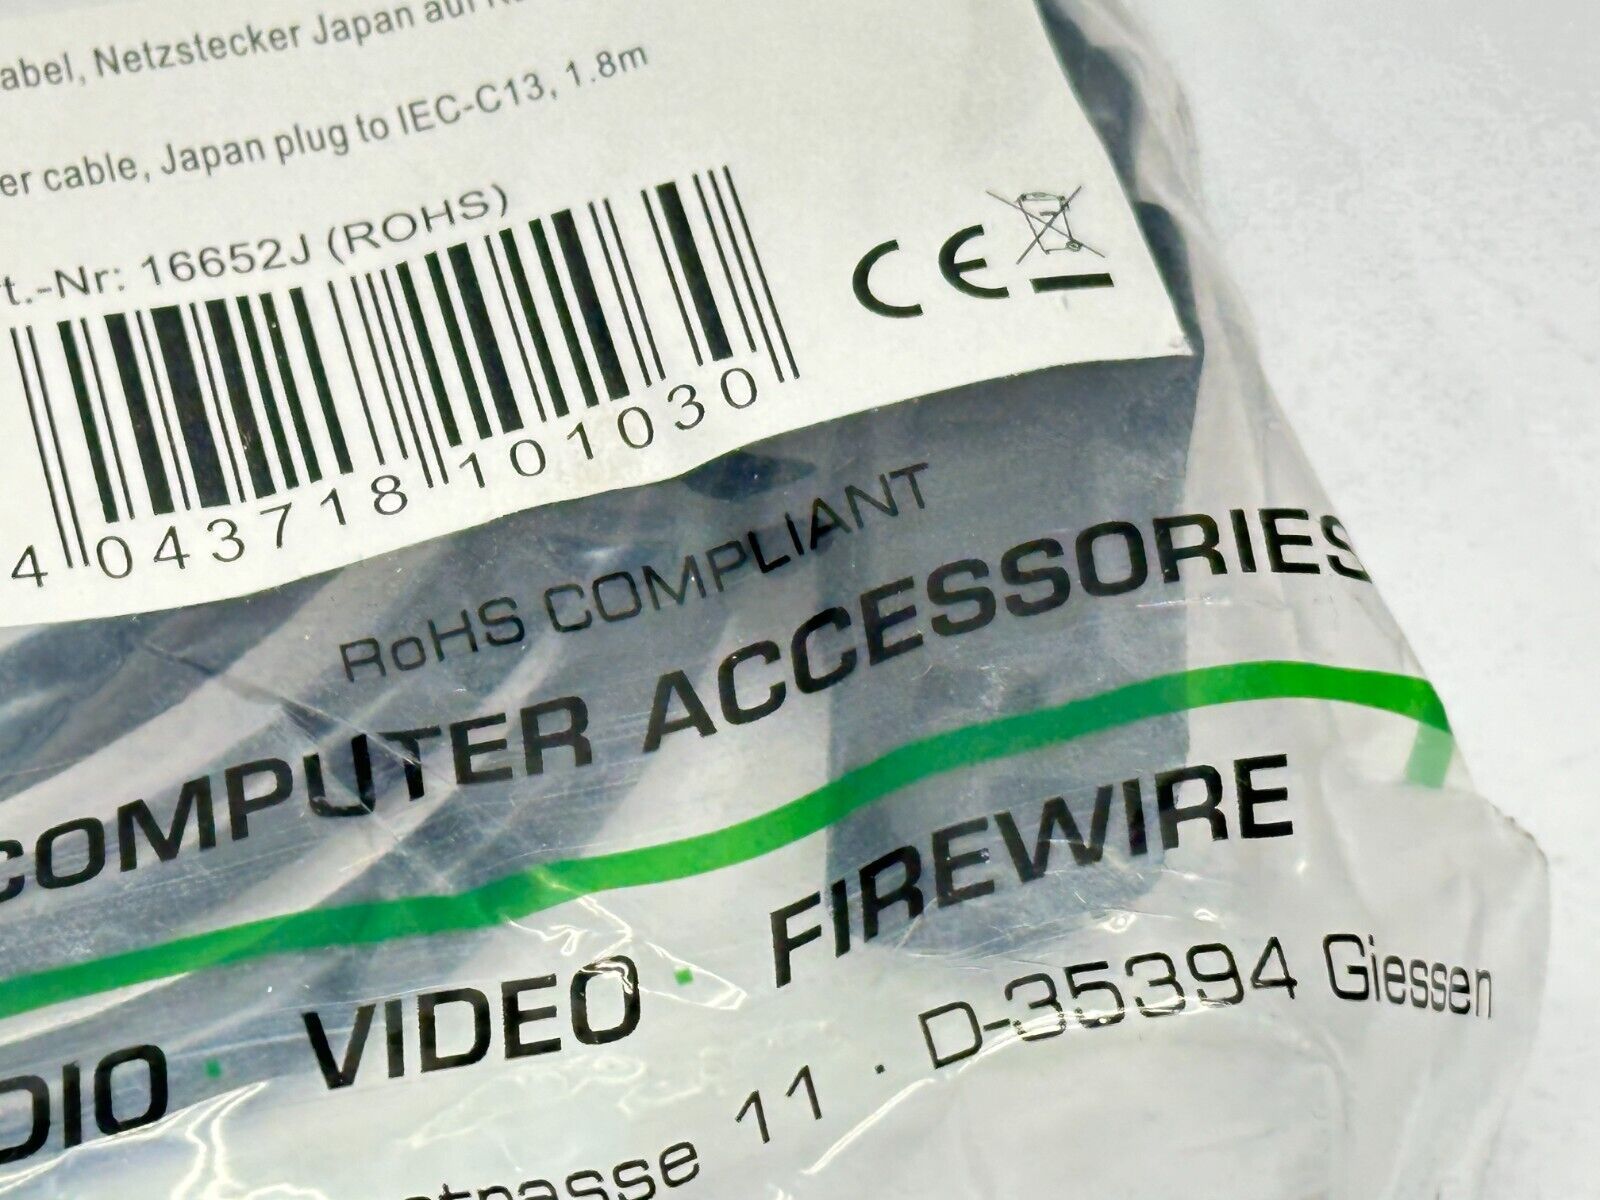 abel, Netzstecker Japan auf
er cable, Japan plug to IEC-C13, 1.8m
t.-Nr: 16652J (ROHS)
CE
4 043718 101030
RoHS COMPLIANT
COMPUTER ACCESSORIES
DIO · VIDEO · FIREWIRE
strasse 11 . D-35394 Giessen